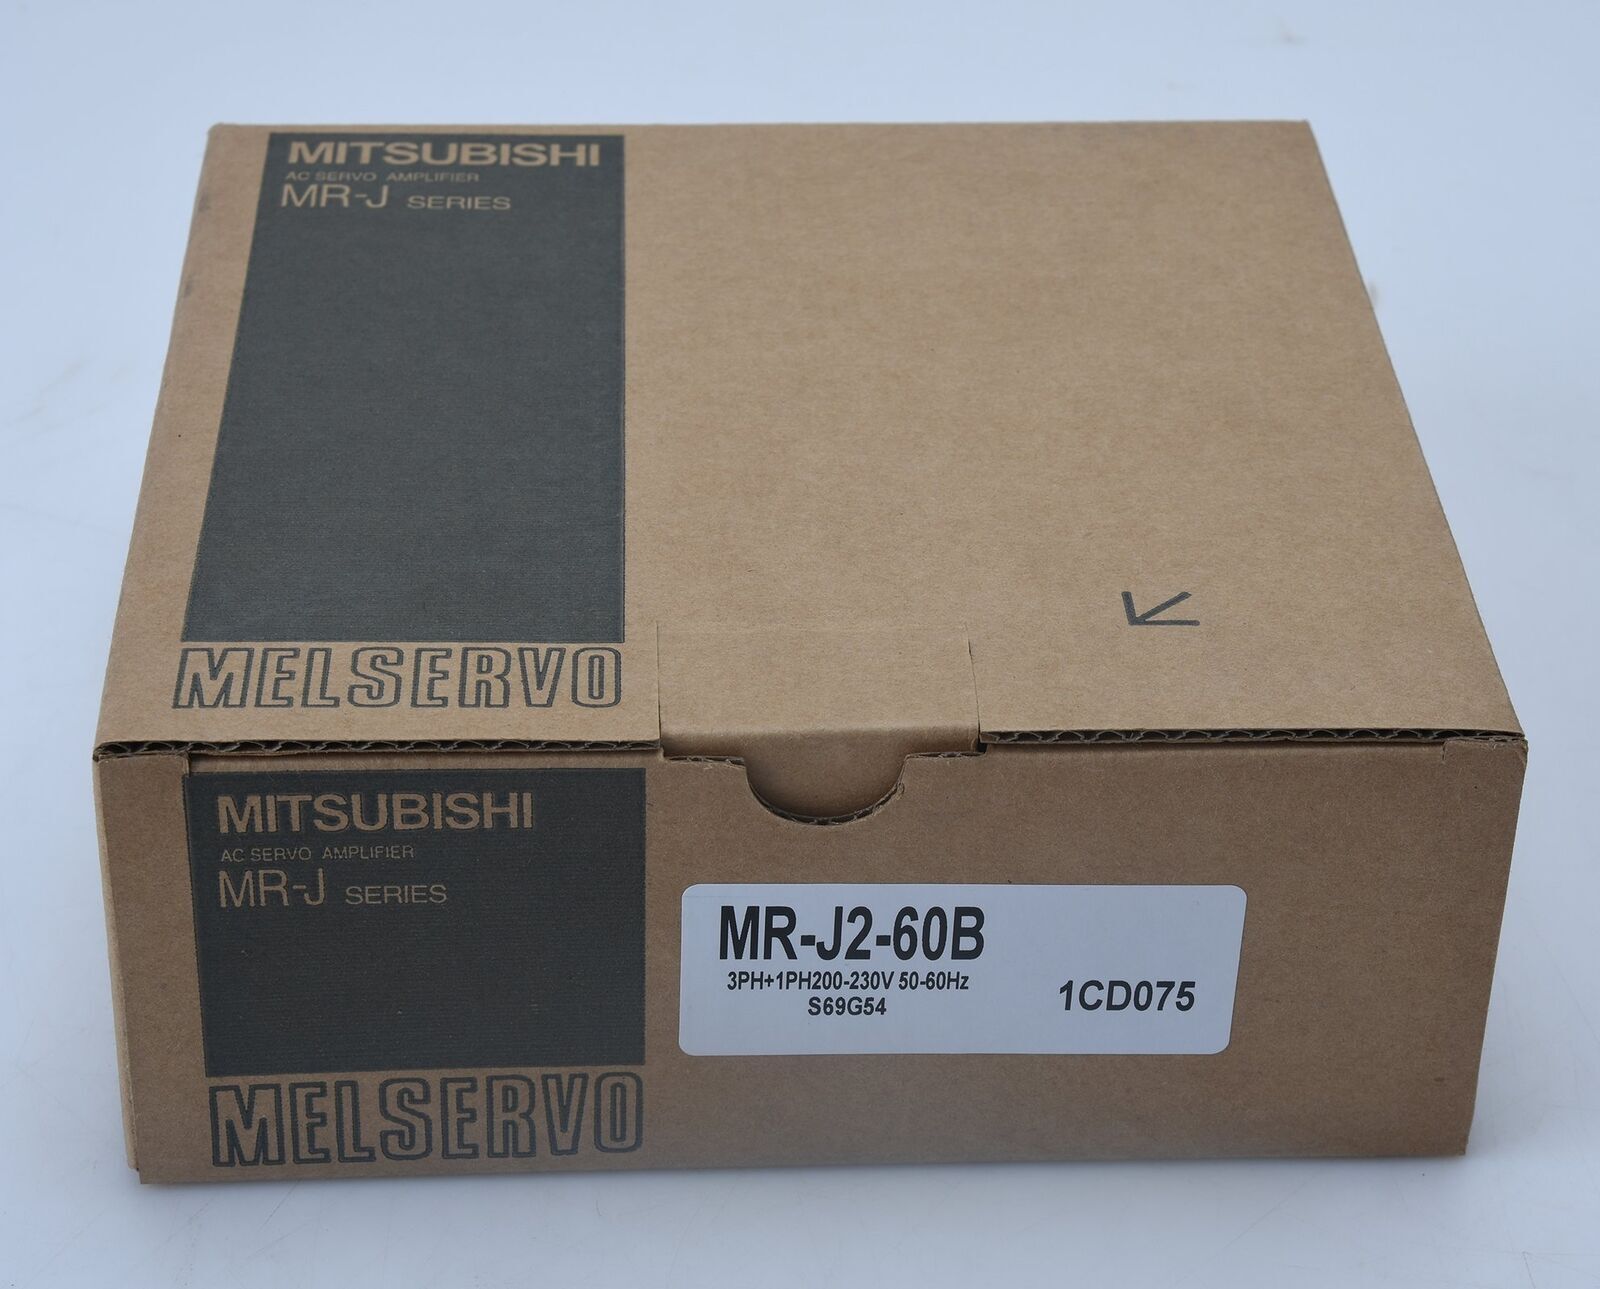 MITSUBISHI
AC SERVO AMPLIFIER
MR-J SERIES
MELSERVO
MITSUBISHI
AC SERVO AMPLIFIER
MR-J SERIES
MELSERVO
MR-J2-60B
3PH+1PH200-230V 50-60Hz
S69G54
1CD075